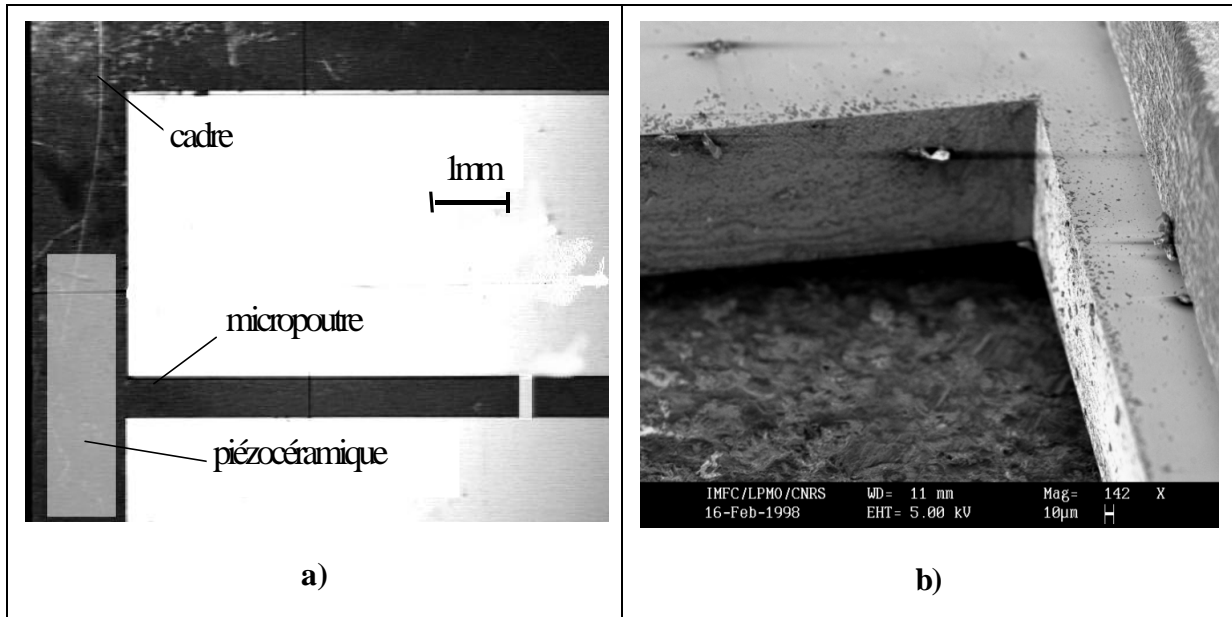 cadre
1mm
micropoutre
piézocéramique
a)
IMFC/LPMO/CNRS WD= 11 mm Mag= 142 X
16-Feb-1998 EHT= 5.00 kV 10µm
b)